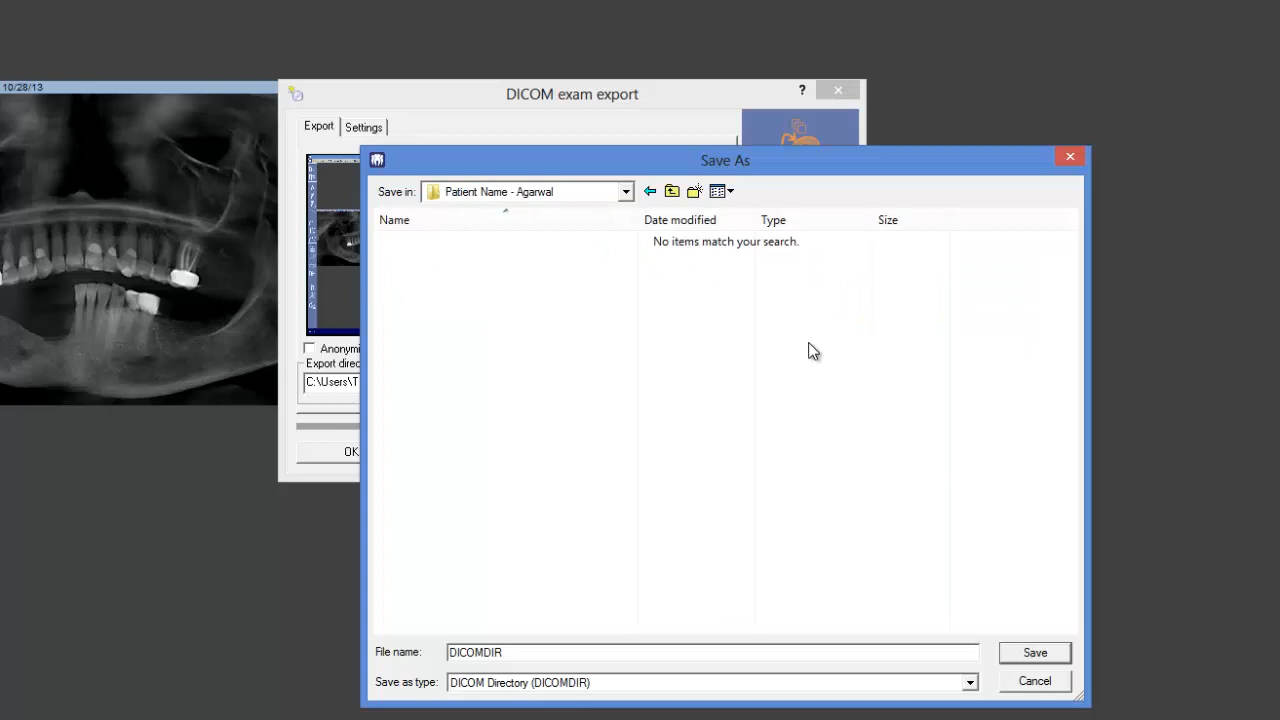 10/28/13
DICOM exam export
?
Export
Settings
Save As
Save in:
Patient Name - Agarwal
Name
Date modified
Type
Size
No items match your search.
Anonymi
Export direc
C:\Users\T
OK
File name:
DICOMDIR
Save
Save as type:
DICOM Directory (DICOMDIR)
Cancel